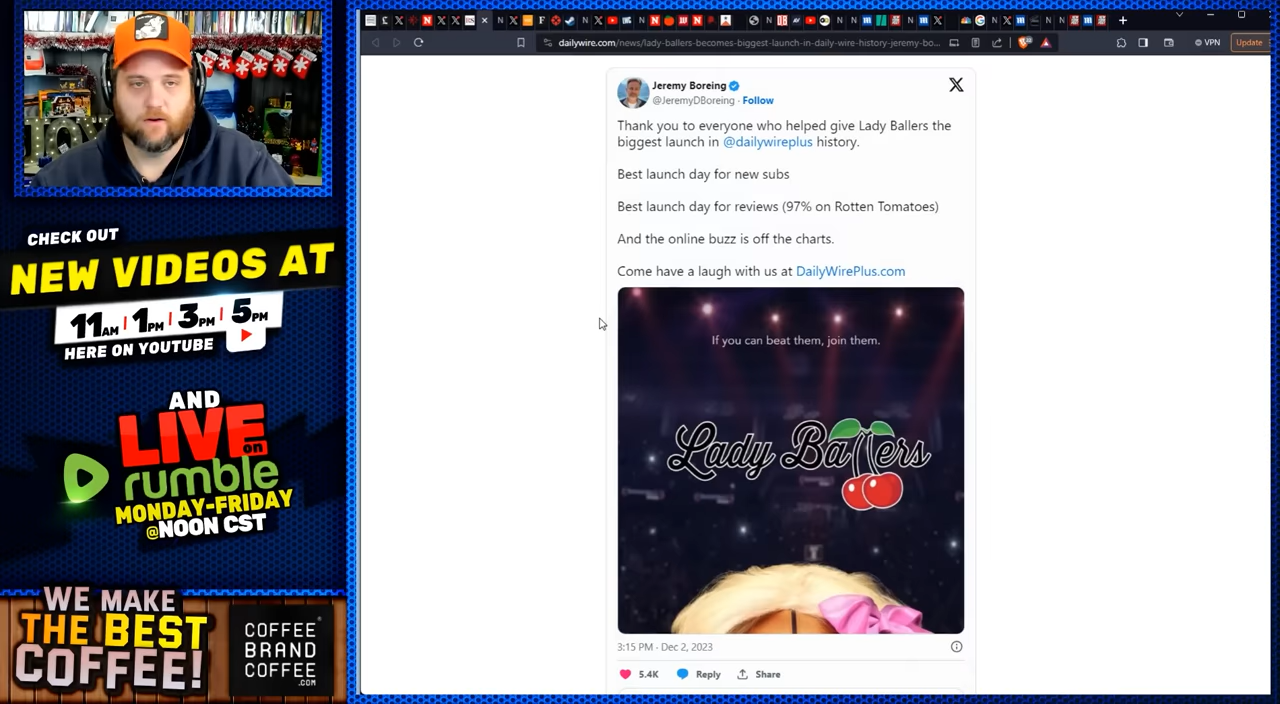 CHECK OUT
NEW VIDEOS AT
11AM | 1PM | 3PM | 5PM
HERE ON YOUTUBE
AND
LIVE on
rumble
MONDAY-FRIDAY
@NOON CST
WE MAKE
THE BEST
COFFEE!
COFFEE
BRAND
COFFEE
.COM
dailywire.com/news/lady-ballers-becomes-biggest-launch-in-daily-wire-history-jeremy-bo...
VPN
Update
Jeremy Boreing
@JeremyDBoreing · Follow
Thank you to everyone who helped give Lady Ballers the
biggest launch in @dailywireplus history.
Best launch day for new subs
Best launch day for reviews (97% on Rotten Tomatoes)
And the online buzz is off the charts.
Come have a laugh with us at DailyWirePlus.com
If you can beat them, join them.
Lady Ballers
3:15 PM · Dec 2, 2023
5.4K
Reply
Share